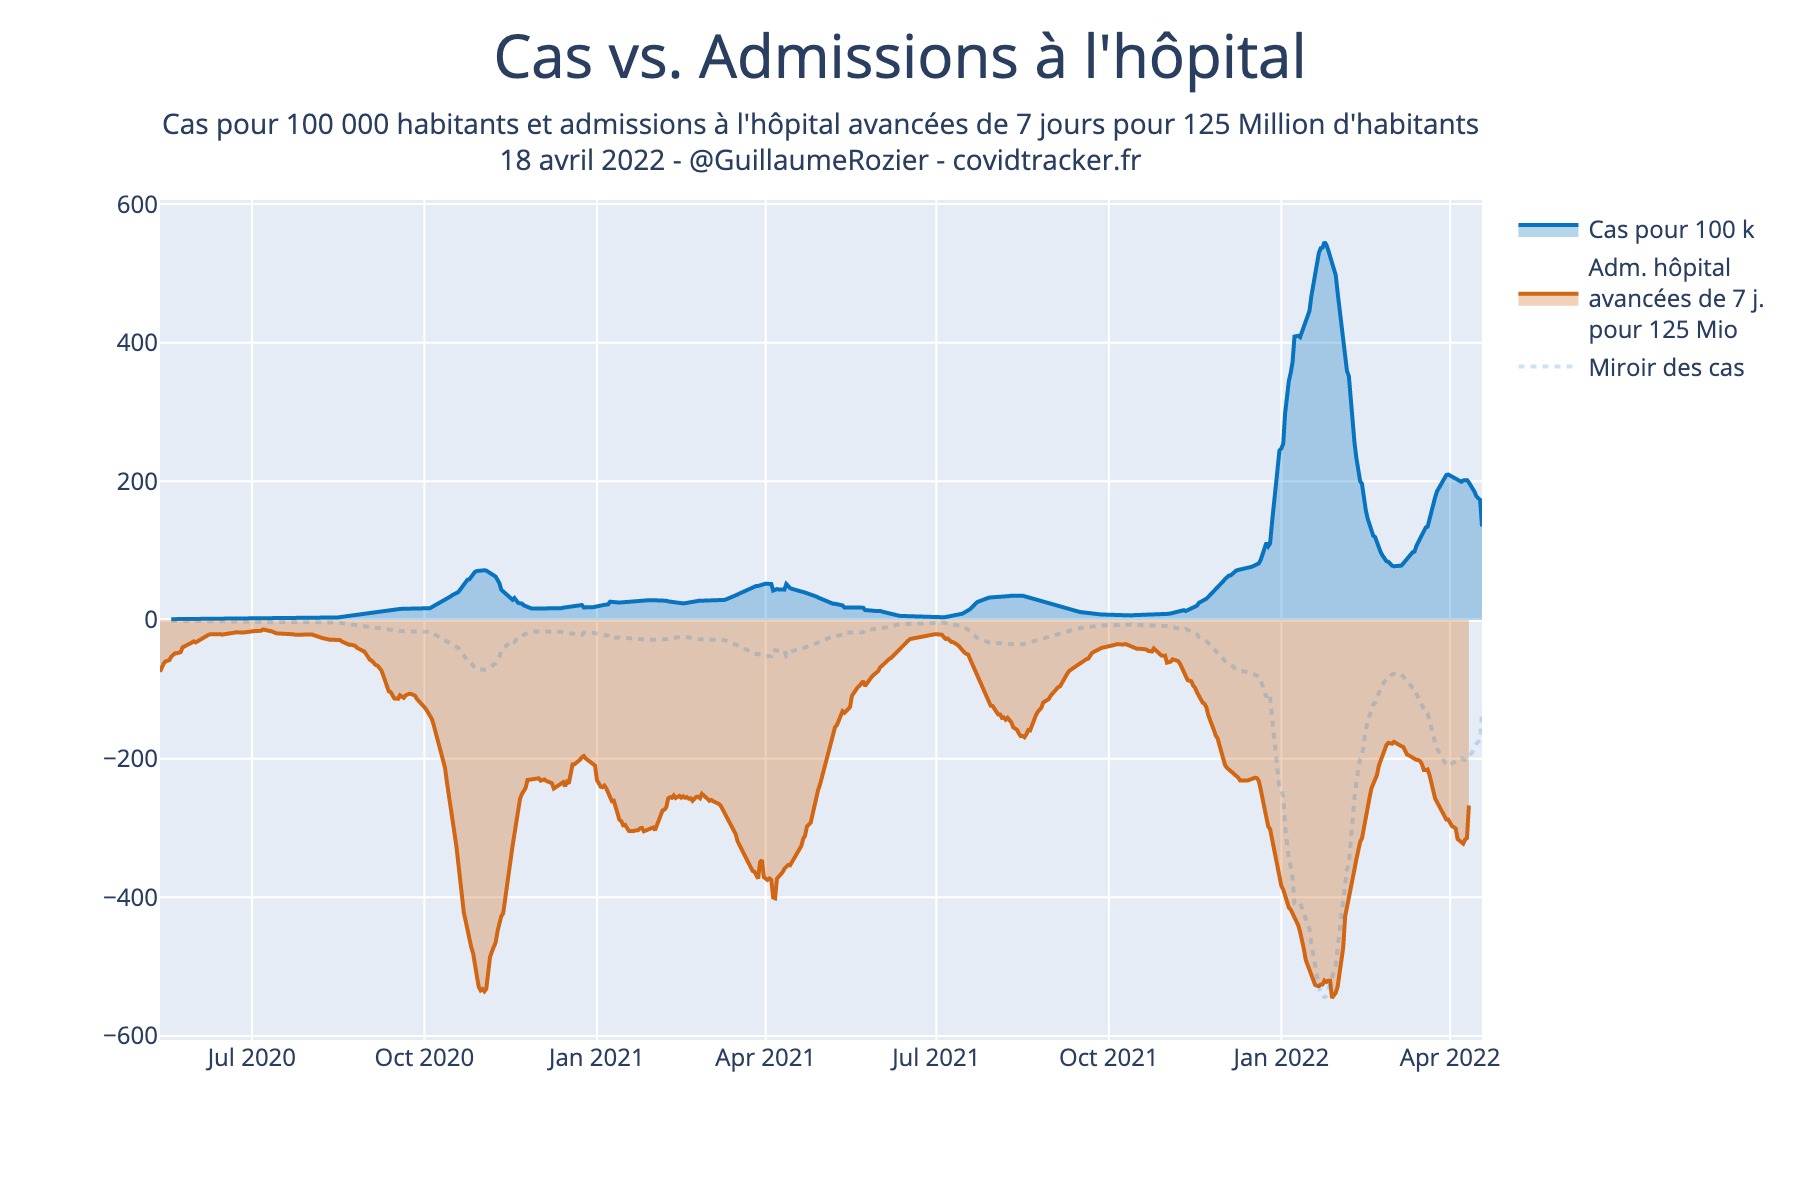 Cas vs. Admissions à l'hôpital
Cas pour 100 000 habitants et admissions à l'hôpital avancées de 7 jours pour 125 Million d'habitants
18 avril 2022 - @GuillaumeRozier - covidtracker.fr
600
400
200
0
−200
−400
−600
Jul 2020
Oct 2020
Jan 2021
Apr 2021
Jul 2021
Oct 2021
Jan 2022
Apr 2022
Cas pour 100 k
Adm. hôpital
avancées de 7 j.
pour 125 Mio
Miroir des cas